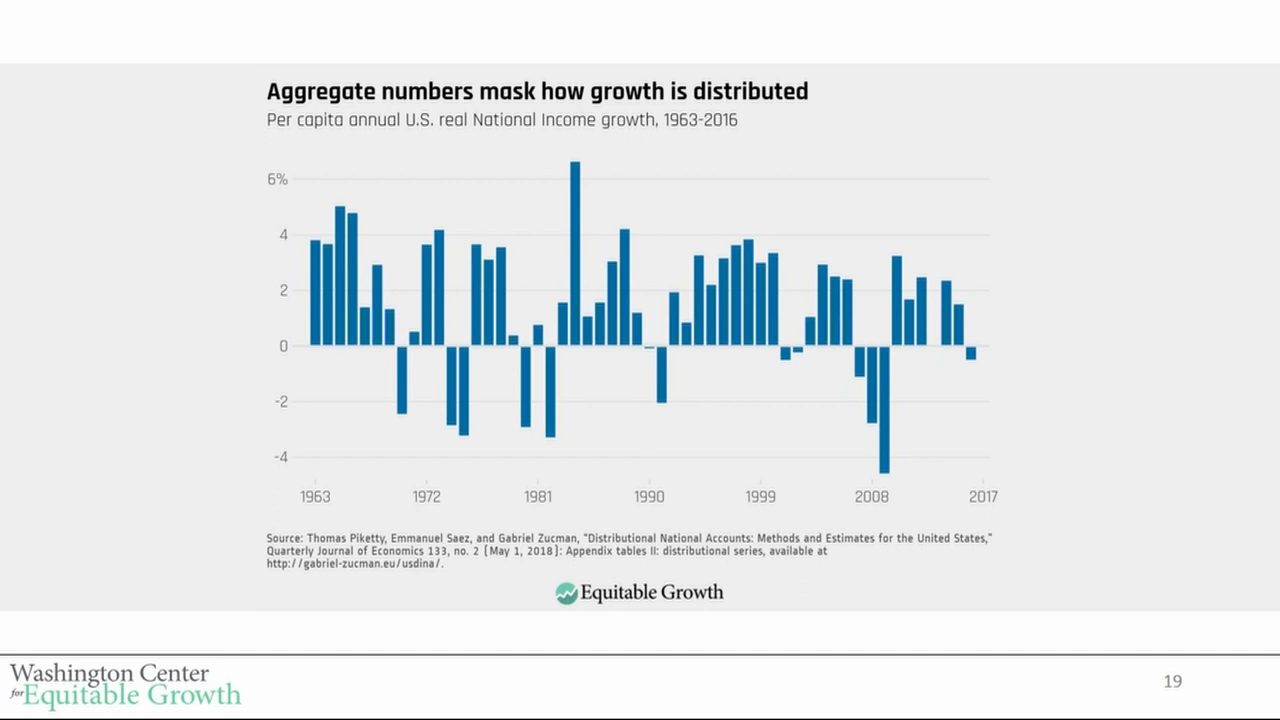 Aggregate numbers mask how growth is distributed
Per capita annual U.S. real National Income growth, 1963-2016
6%
4
2
0
-2
-4
1963 1972 1981 1990 1999 2008 2017
Source: Thomas Piketty, Emmanuel Saez, and Gabriel Zucman, "Distributional National Accounts: Methods and Estimates for the United States,"
Quarterly Journal of Economics 133, no. 2 (May 1, 2018): Appendix tables II: distributional series, available at
http://gabriel-zucman.eu/usdina/.
Equitable Growth
Washington Center
for Equitable Growth
19